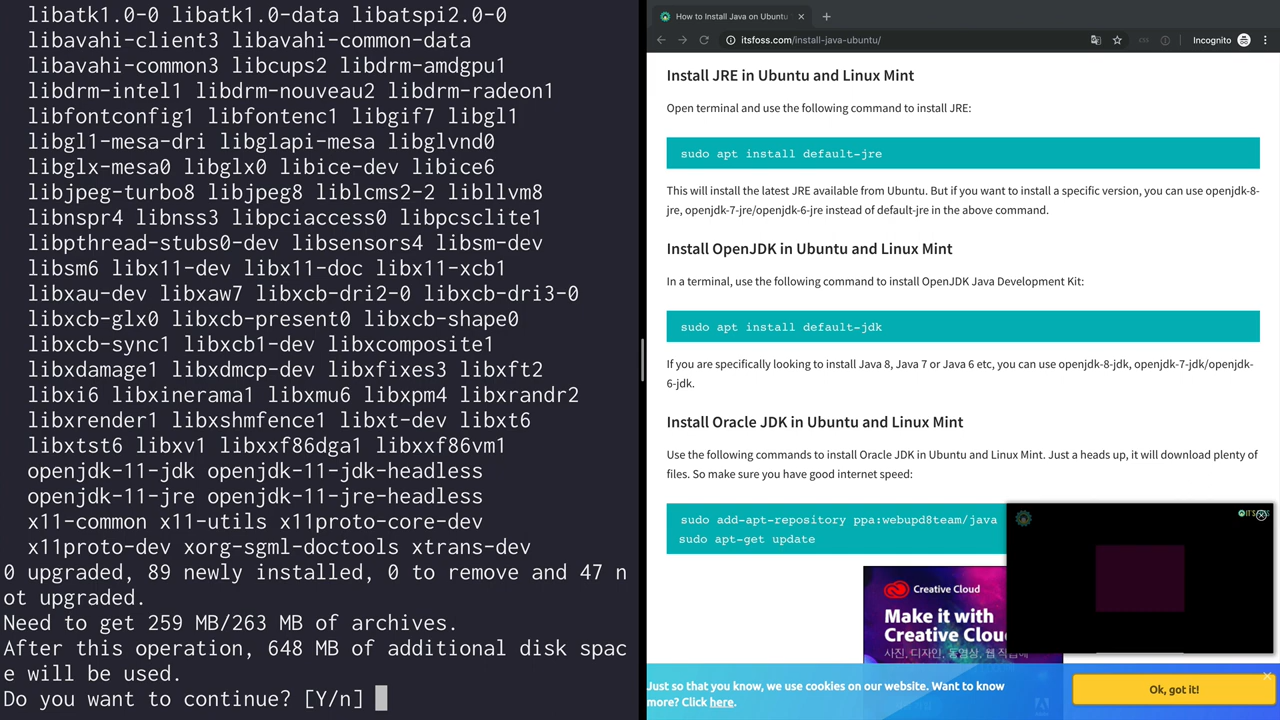 libatk1.0-0 libatk1.0-data libatspi2.0-0
libavahi-client3 libavahi-common-data
libavahi-common3 libcups2 libdrm-amdgpu1
libdrm-intel1 libdrm-nouveau2 libdrm-radeon1
libfontconfig1 libfontenc1 libgif7 libgl1
libgl1-mesa-dri libglapi-mesa libglvnd0
libglx-mesa0 libglx0 libice-dev libice6
libjpeg-turbo8 libjpeg8 liblcms2-2 libllvm8
libnspr4 libnss3 libpciaccess0 libpcsclite1
libpthread-stubs0-dev libsensors4 libsm-dev
libsm6 libx11-dev libx11-doc libx11-xcb1
libxau-dev libxaw7 libxcb-dri2-0 libxcb-dri3-0
libxcb-glx0 libxcb-present0 libxcb-shape0
libxcb-sync1 libxcb1-dev libxcomposite1
libxdamage1 libxdmcp-dev libxfixes3 libxft2
libxi6 libxinerama1 libxmu6 libxpm4 libxrandr2
libxrender1 libxshmfence1 libxt-dev libxt6
libxtst6 libxv1 libxxf86dga1 libxxf86vm1
openjdk-11-jdk openjdk-11-jdk-headless
openjdk-11-jre openjdk-11-jre-headless
x11-common x11-utils x11proto-core-dev
x11proto-dev xorg-sgml-doctools xtrans-dev
0 upgraded, 89 newly installed, 0 to remove and 47 n
ot upgraded.
Need to get 259 MB/263 MB of archives.
After this operation, 648 MB of additional disk spac
e will be used.
Do you want to continue? [Y/n]
How to Install Java on Ubuntu
itsfoss.com/install-java-ubuntu/
Incognito
Install JRE in Ubuntu and Linux Mint
Open terminal and use the following command to install JRE:
sudo apt install default-jre
This will install the latest JRE available from Ubuntu. But if you want to install a specific version, you can use openjdk-8-
jre, openjdk-7-jre/openjdk-6-jre instead of default-jre in the above command.
Install OpenJDK in Ubuntu and Linux Mint
In a terminal, use the following command to install OpenJDK Java Development Kit:
sudo apt install default-jdk
If you are specifically looking to install Java 8, Java 7 or Java 6 etc, you can use openjdk-8-jdk, openjdk-7-jdk/openjdk-
6-jdk.
Install Oracle JDK in Ubuntu and Linux Mint
Use the following commands to install Oracle JDK in Ubuntu and Linux Mint. Just a heads up, it will download plenty of
files. So make sure you have good internet speed:
sudo add-apt-repository ppa:webupd8team/java
sudo apt-get update
Creative Cloud
Make it with
Creative Clou
사진, 디자인, 동영상, 웹
Just so that you know, we use cookies on our website. Want to know
more? Click here.
Ok, got it!